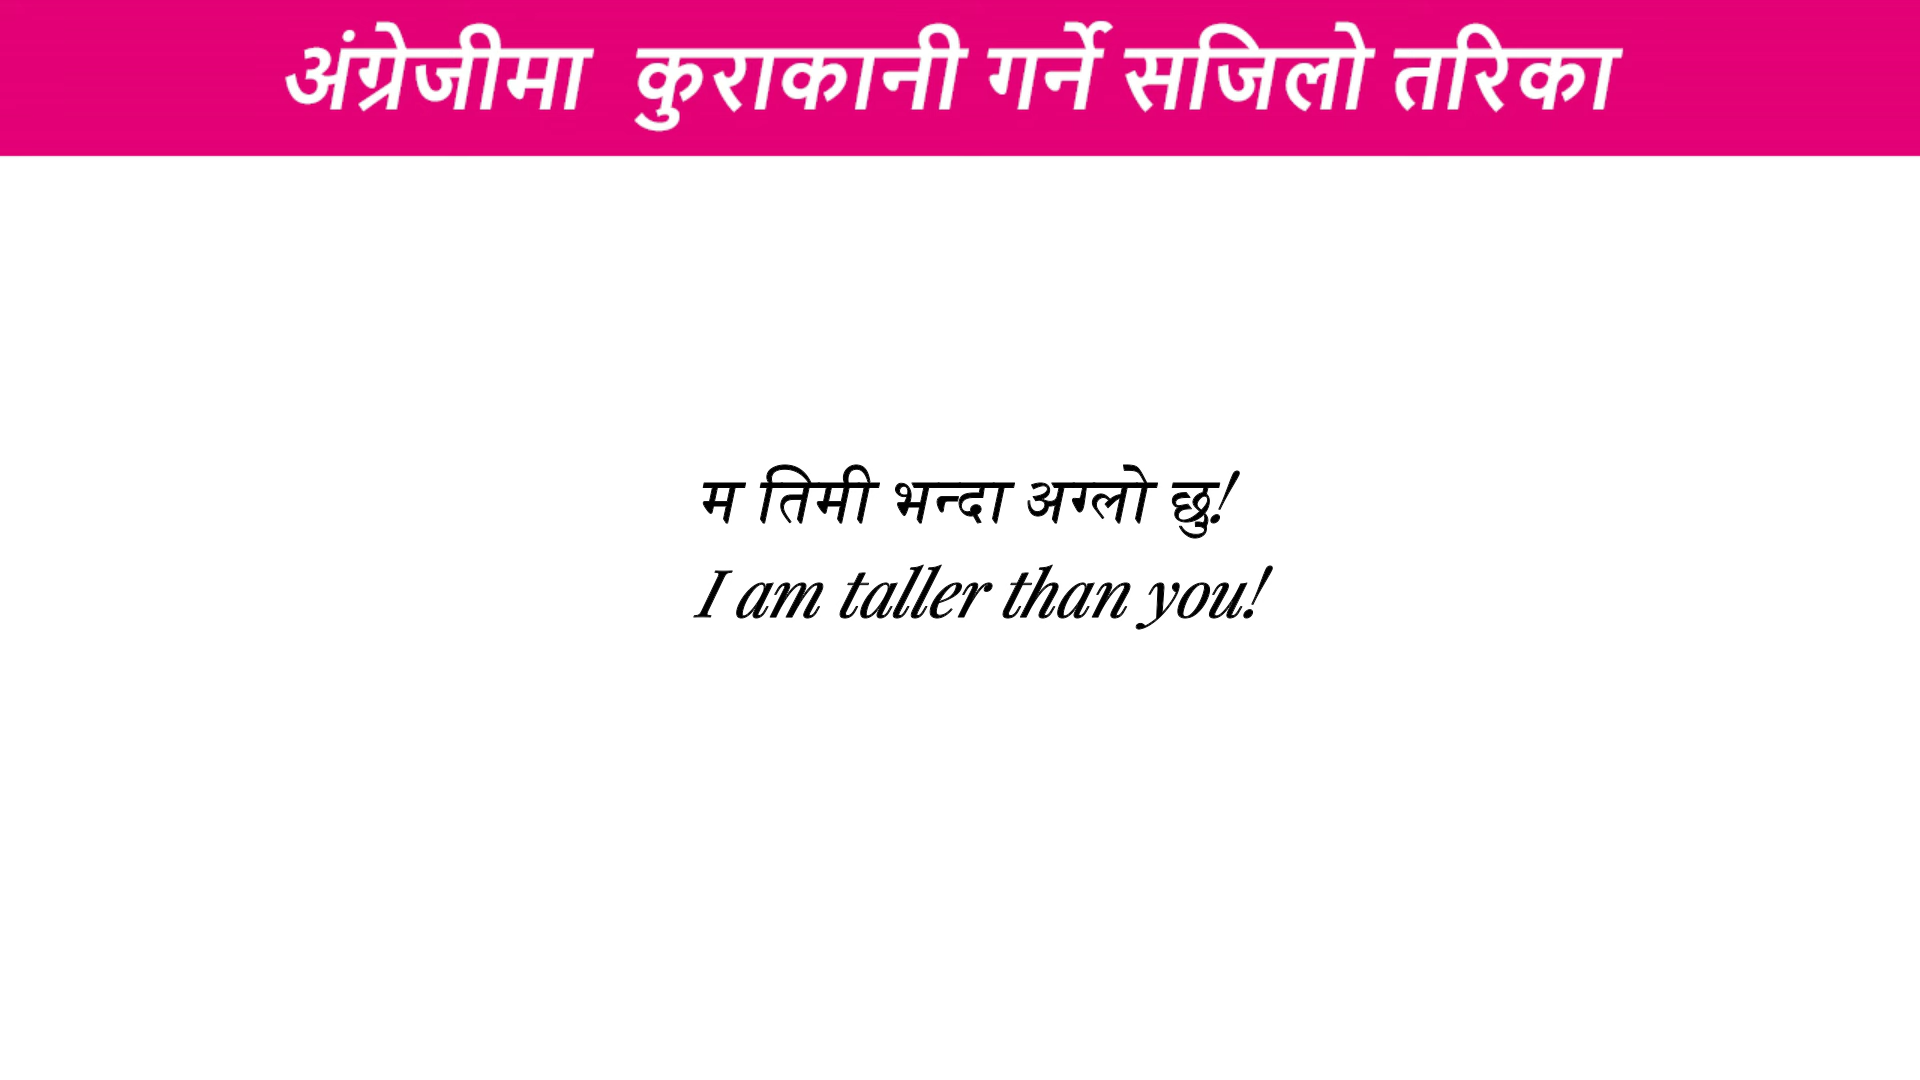 अंग्रेजीमा कुराकानी गर्ने सजिलो तरिका
म तिमी भन्दा अग्लो छु!
I am taller than you!